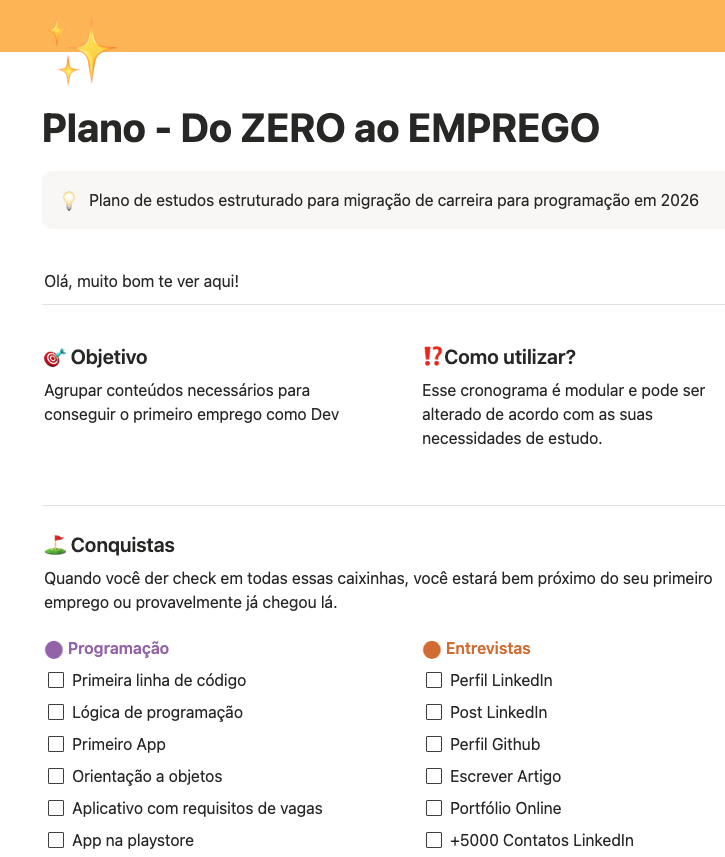 Plano - Do ZERO ao EMPREGO
Plano de estudos estruturado para migração de carreira para programação em 2026
Olá, muito bom te ver aqui!
🎯 Objetivo
Agrupar conteúdos necessários para
conseguir o primeiro emprego como Dev
⁉️Como utilizar?
Esse cronograma é modular e pode ser
alterado de acordo com as suas
necessidades de estudo.
⛳ Conquistas
Quando você der check em todas essas caixinhas, você estará bem próximo do seu primeiro
emprego ou provavelmente já chegou lá.
Programação
Primeira linha de código
Lógica de programação
Primeiro App
Orientação a objetos
Aplicativo com requisitos de vagas
App na playstore
Entrevistas
Perfil LinkedIn
Post LinkedIn
Perfil Github
Escrever Artigo
Portfólio Online
+5000 Contatos LinkedIn